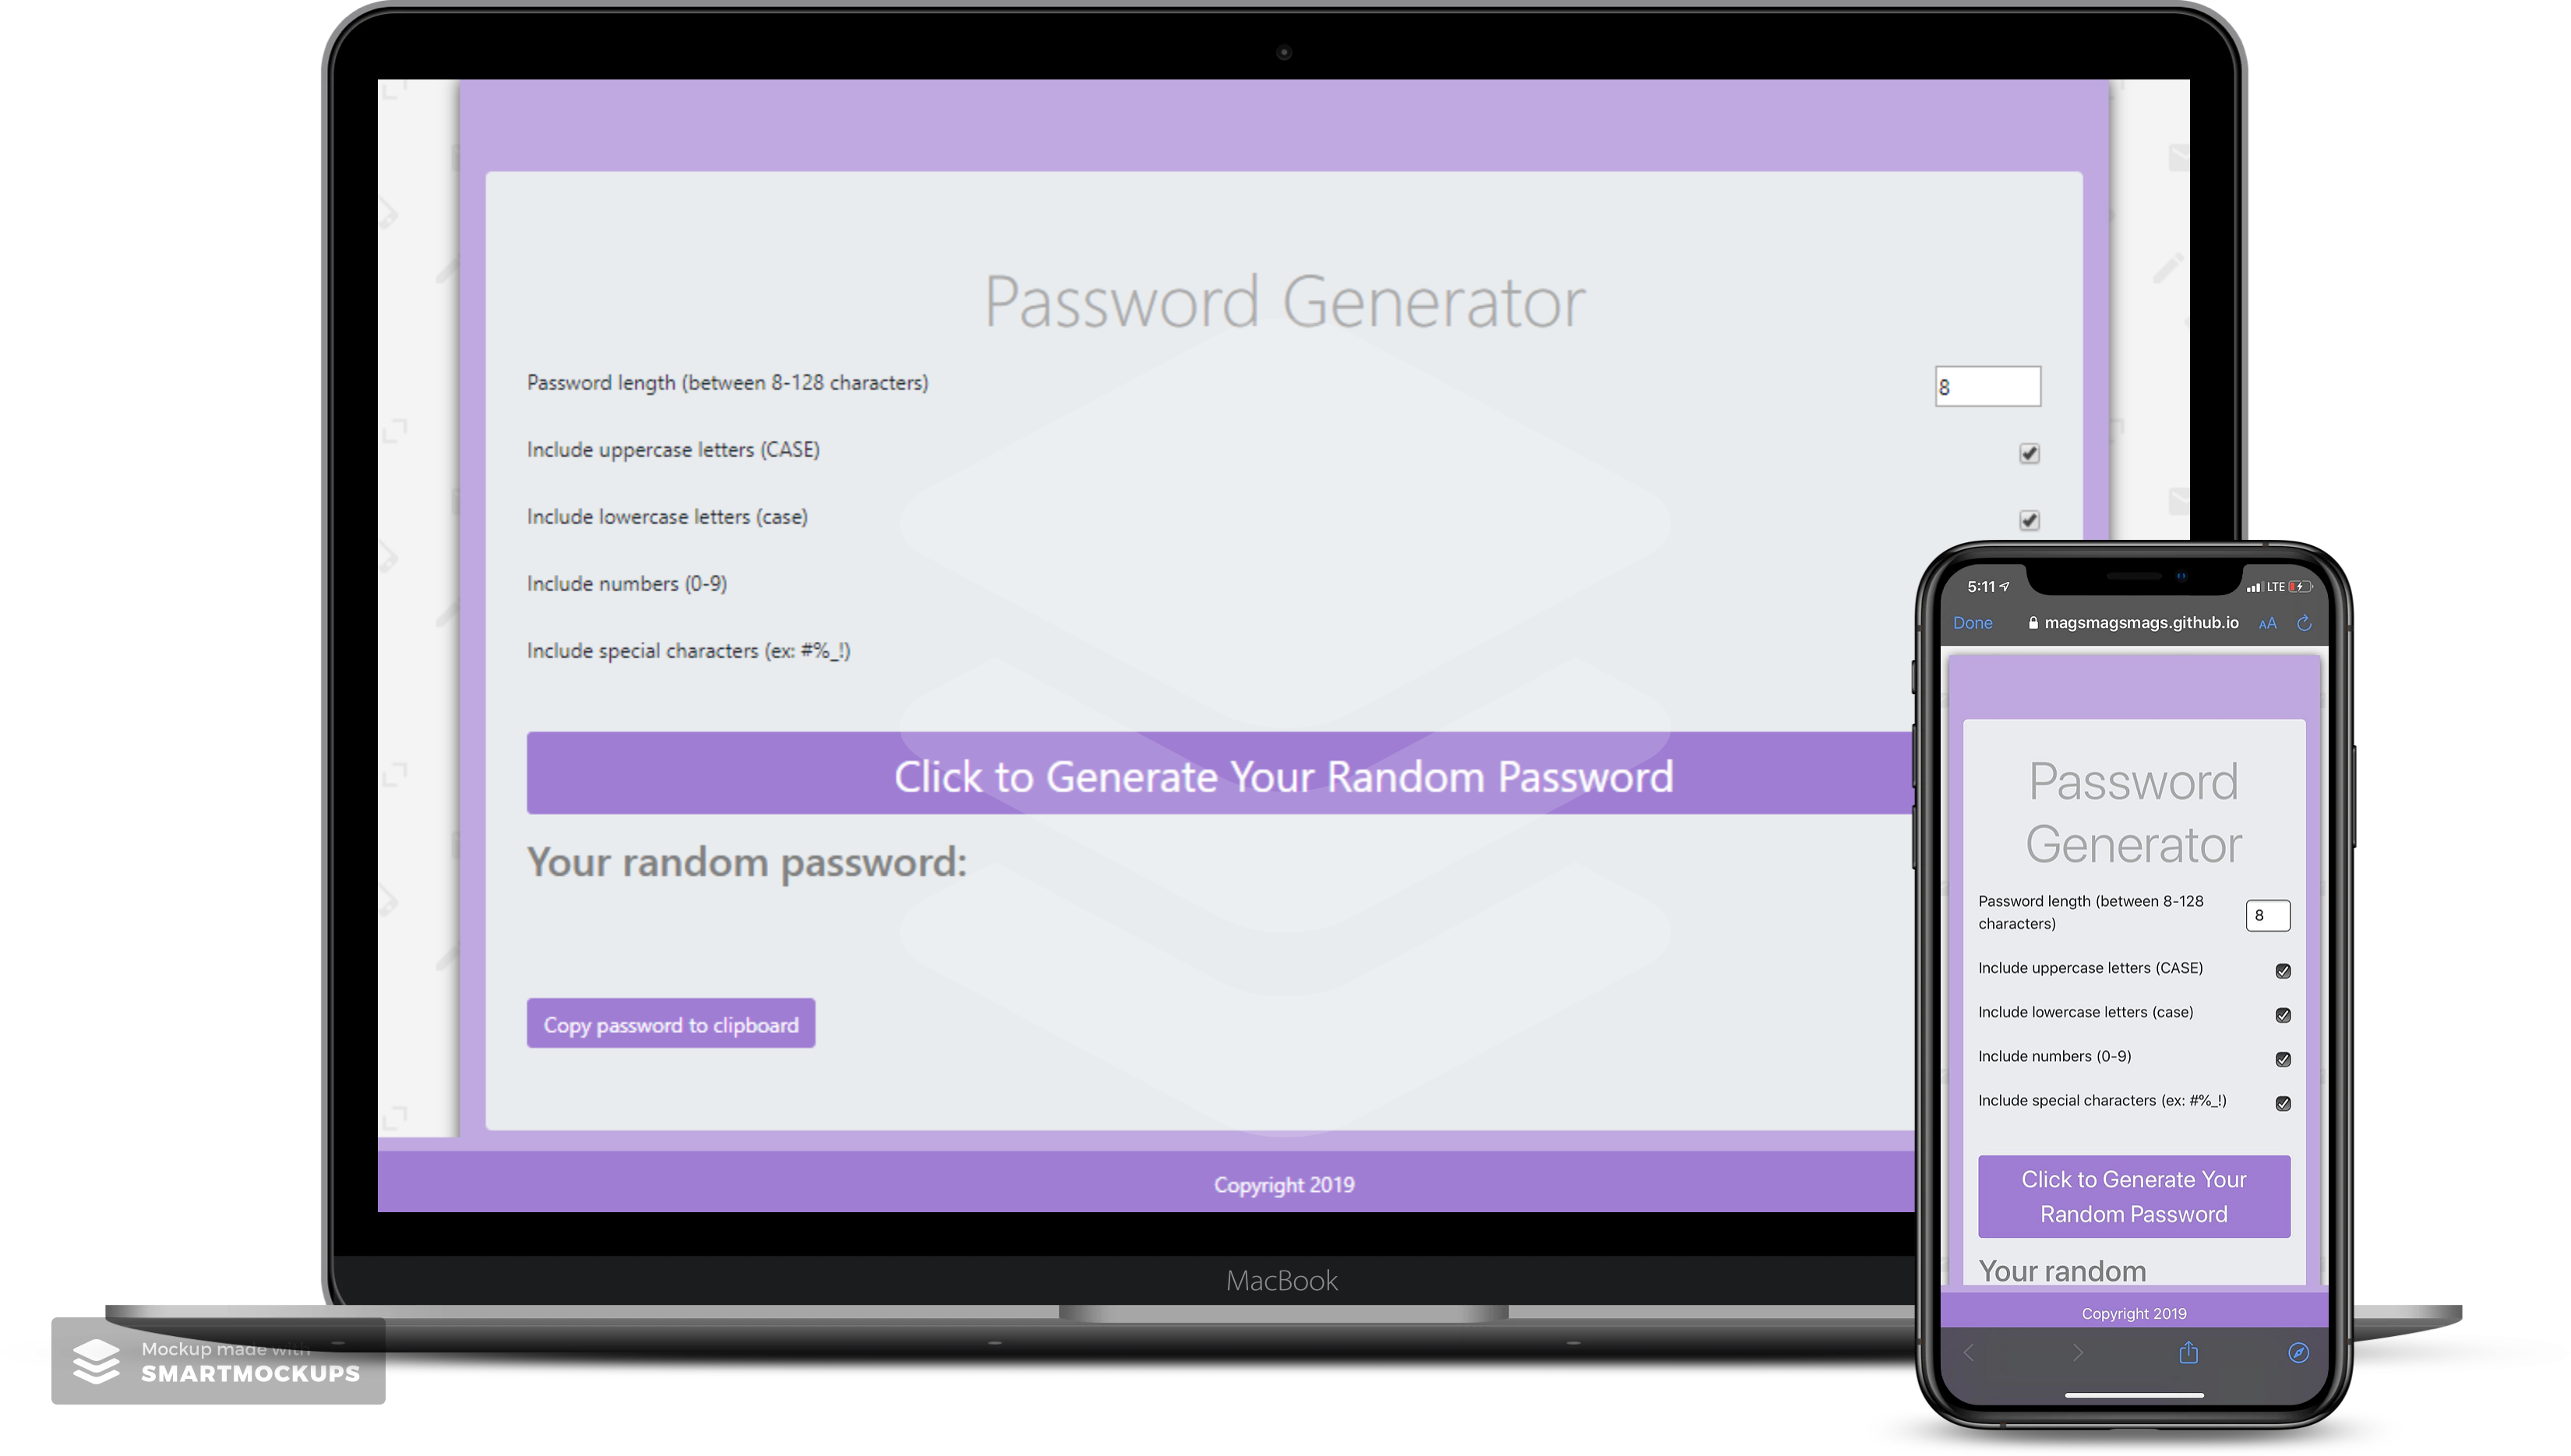 Password Generator
Password length (between 8-128 characters)
8
Include uppercase letters (CASE)
Include lowercase letters (case)
Include numbers (0-9)
Include special characters (ex: #%_!)
Click to Generate Your Random Password
Your random password:
Copy password to clipboard
Copyright 2019
MacBook
Mockup made with
SMARTMOCKUPS
5:11
LTE
Done
magsmagsmags.github.io
AA
Password
Generator
Password length (between 8-128
characters)
8
Include uppercase letters (CASE)
Include lowercase letters (case)
Include numbers (0-9)
Include special characters (ex: #%_!)
Click to Generate Your
Random Password
Your random
Copyright 2019